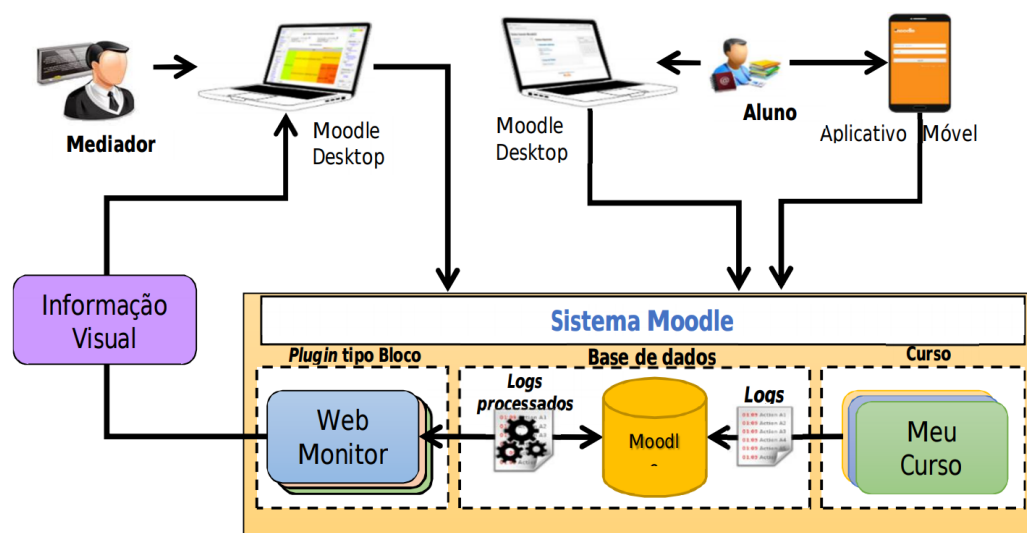 Mediador
Moodle
Desktop
Moodle
Desktop
Aluno
Aplicativo Móvel
Informação
Visual
Sistema Moodle
Plugin tipo Bloco
Base de dados
Curso
Logs
processados
Logs
Web
Monitor
Moodl
Meu
Curso